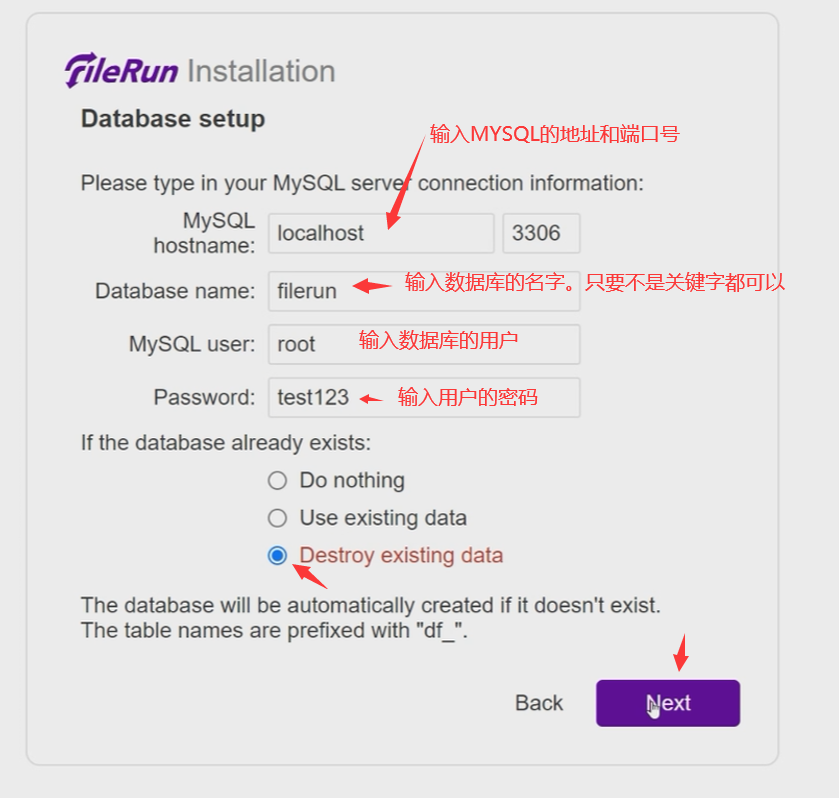 FileRun Installation
Database setup
输入MYSQL的地址和端口号
Please type in your MySQL server connection information:
MySQL
hostname:
localhost
3306
Database name:
filerun
输入数据库的名字。只要不是关键字都可以
MySQL user:
root
输入数据库的用户
Password:
test123
输入用户的密码
If the database already exists:
Do nothing
Use existing data
Destroy existing data
The database will be automatically created if it doesn't exist.
The table names are prefixed with "df_".
Back
Next